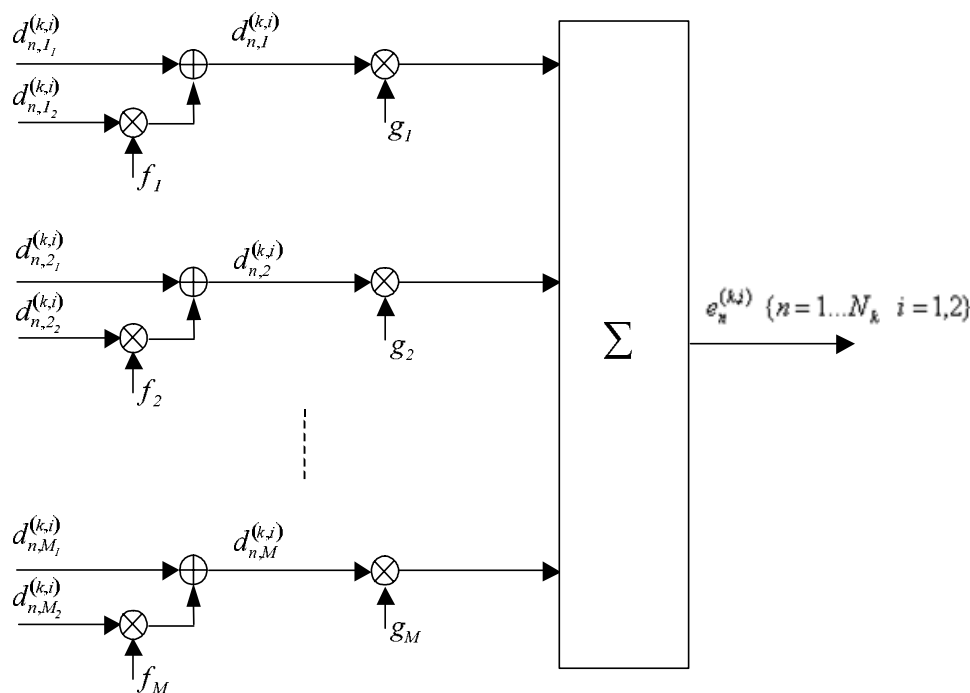 d_{n,1_1}^{(k,i)}
d_{n,1}^{(k,i)}
d_{n,1_2}^{(k,i)}
g_1
f_1
d_{n,2_1}^{(k,i)}
d_{n,2}^{(k,i)}
d_{n,2_2}^{(k,i)}
g_2
f_2
Σ
e_n^{(k,i)} {n = 1...N_k i = 1,2}
d_{n,M_1}^{(k,i)}
d_{n,M}^{(k,i)}
d_{n,M_2}^{(k,i)}
g_M
f_M